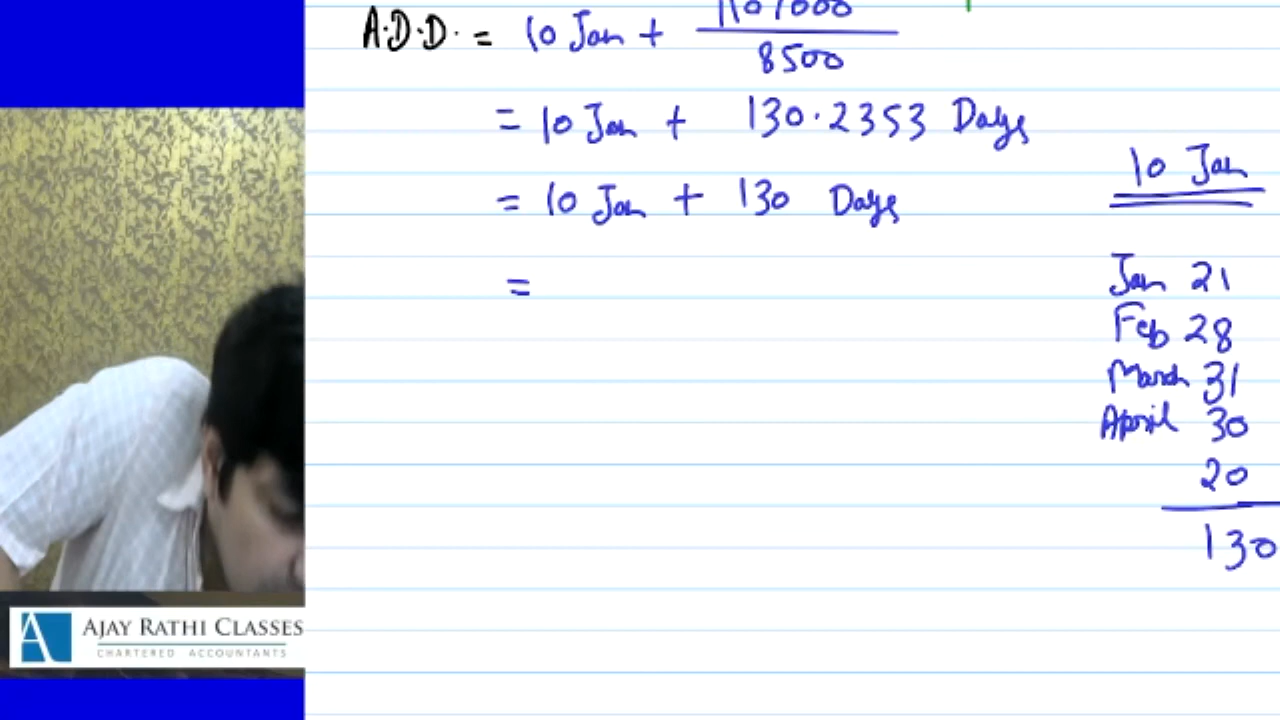 A.D.D. = 10 Jan + 1107000
8500
= 10 Jan + 130.2353 Days
= 10 Jan + 130 Days
=
10 Jan
Jan 21
Feb 28
March 31
April 30
20
130
AJAY RATHI CLASSES
CHARTERED ACCOUNTANTS